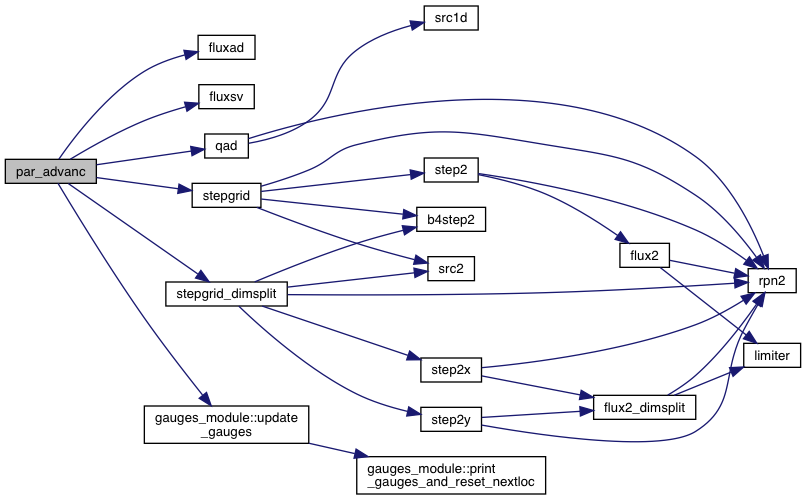 src1d
fluxad
fluxsv
qad
par_advanc
step2
stepgrid
b4step2
flux2
src2
rpn2
stepgrid_dimsplit
limiter
step2x
flux2_dimsplit
step2y
gauges_module::update
_gauges
gauges_module::print
_gauges_and_reset_nextloc